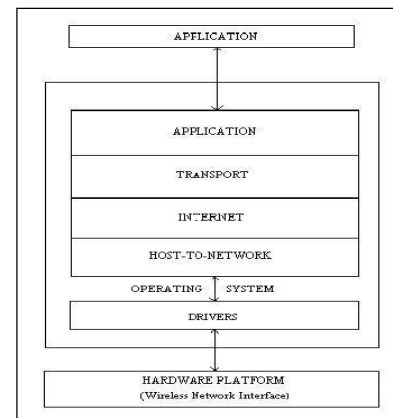 APPLICATION
APPLICATION
TRANSPORT
INTERNET
HOST-TO-NETWORK
OPERATING SYSTEM
DRIVERS
HARDWARE PLATFORM
(Wireless Network Interface)